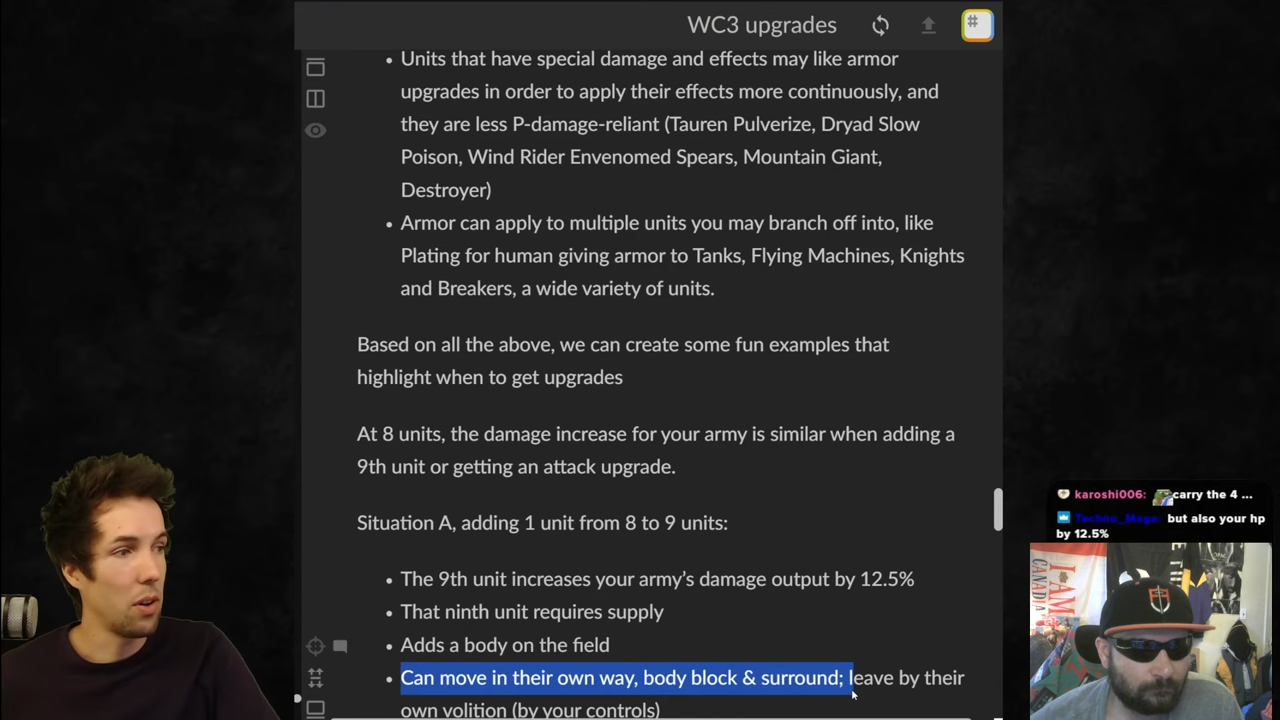 WC3 upgrades
• Units that have special damage and effects may like armor
upgrades in order to apply their effects more continuously, and
they are less P-damage-reliant (Tauren Pulverize, Dryad Slow
Poison, Wind Rider Envenomed Spears, Mountain Giant,
Destroyer)
• Armor can apply to multiple units you may branch off into, like
Plating for human giving armor to Tanks, Flying Machines, Knights
and Breakers, a wide variety of units.
Based on all the above, we can create some fun examples that
highlight when to get upgrades
At 8 units, the damage increase for your army is similar when adding a
9th unit or getting an attack upgrade.
Situation A, adding 1 unit from 8 to 9 units:
• The 9th unit increases your army’s damage output by 12.5%
• That ninth unit requires supply
• Adds a body on the field
• Can move in their own way, body block & surround; leave by their
own volition (by your controls)
karoshi006: carry the 4 ...
Techno_Mage: but also your hp
by 12.5%
I AM
CANADIAN